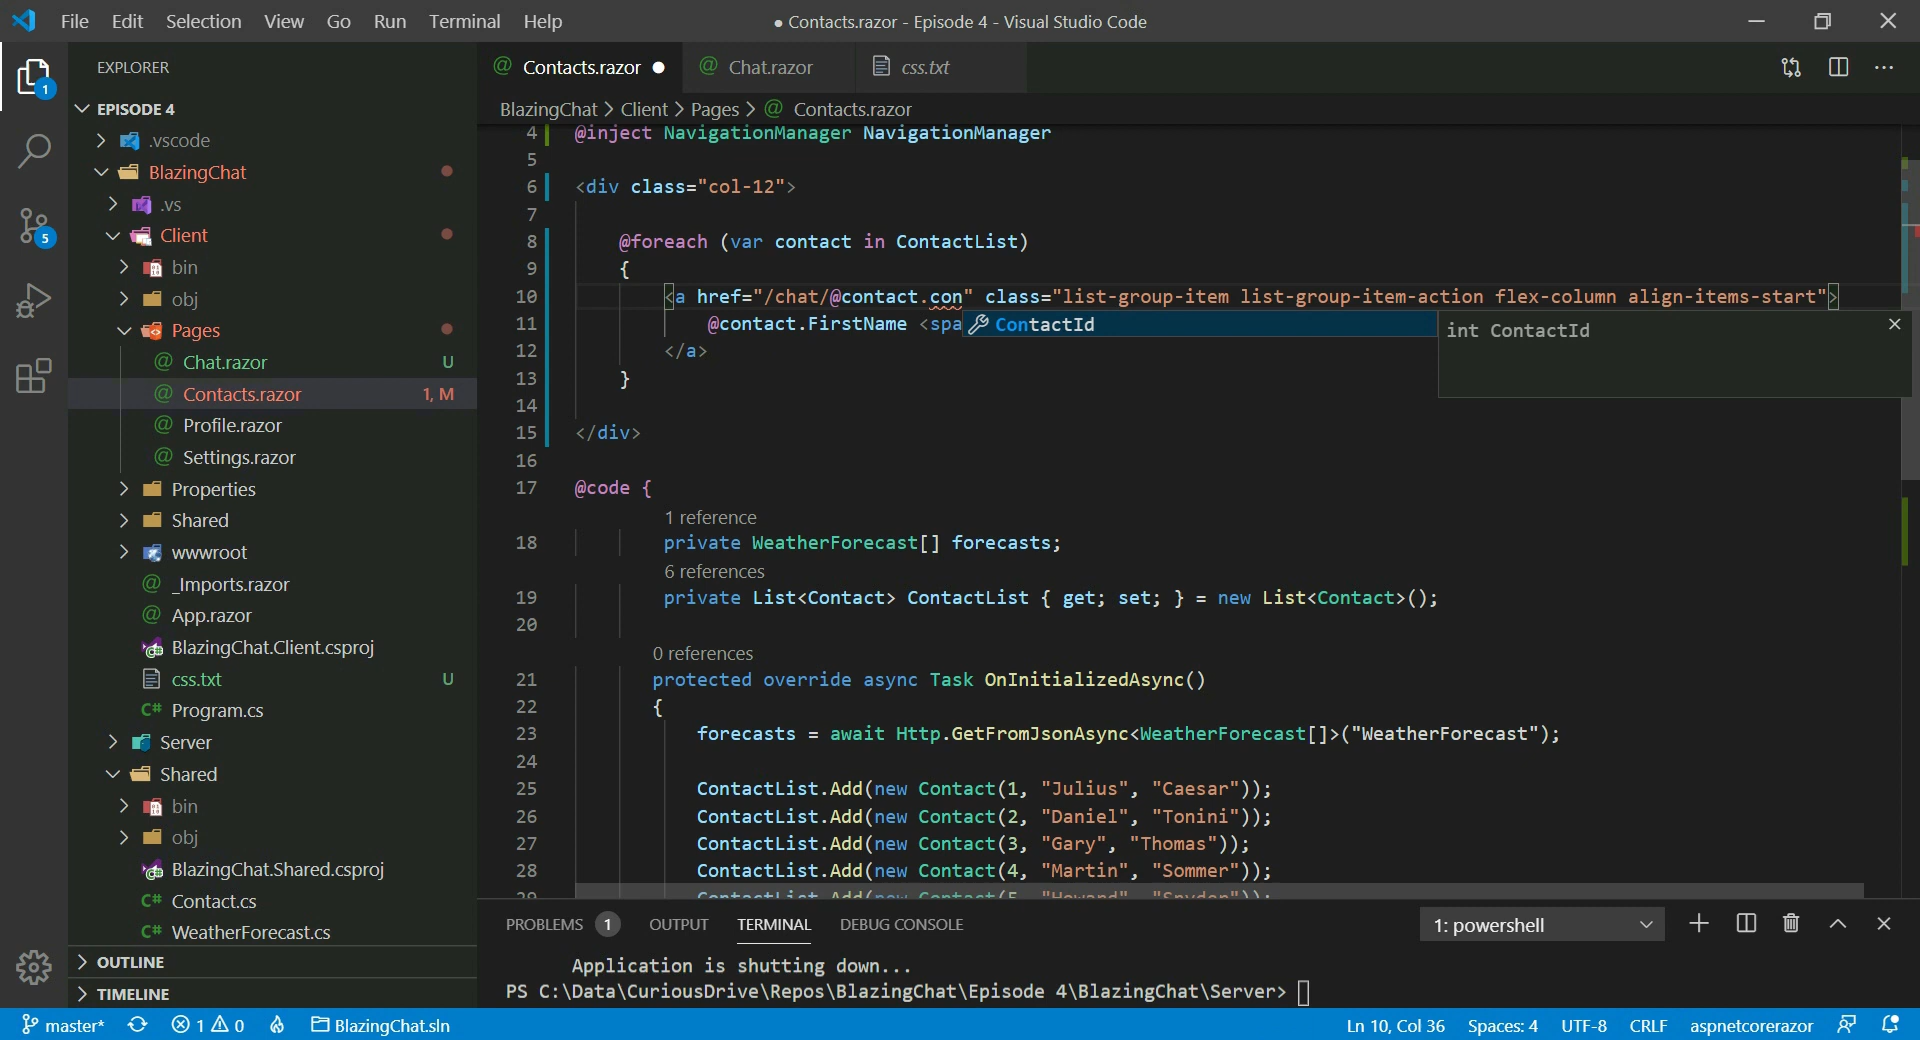 File Edit Selection View Go Run Terminal Help
● Contacts.razor - Episode 4 - Visual Studio Code
EXPLORER
1
EPISODE 4
.vscode
BlazingChat
.vs
5
Client
bin
obj
Pages
Chat.razor U
Contacts.razor 1, M
Profile.razor
Settings.razor
Properties
Shared
wwwroot
_Imports.razor
App.razor
BlazingChat.Client.csproj
css.txt U
Program.cs
Server
Shared
bin
obj
BlazingChat.Shared.csproj
Contact.cs
WeatherForecast.cs
OUTLINE
TIMELINE
Contacts.razor ● Chat.razor css.txt
BlazingChat > Client > Pages > Contacts.razor
4 @inject NavigationManager NavigationManager
5
6 <div class="col-12">
7
8 @foreach (var contact in ContactList)
9 {
10 <a href="/chat/@contact.con" class="list-group-item list-group-item-action flex-column align-items-start">
11 @contact.FirstName <spa
ContactId
int ContactId
12 </a>
13 }
14
15 </div>
16
17 @code {
1 reference
18 private WeatherForecast[] forecasts;
6 references
19 private List<Contact> ContactList { get; set; } = new List<Contact>();
20
0 references
21 protected override async Task OnInitializedAsync()
22 {
23 forecasts = await Http.GetFromJsonAsync<WeatherForecast[]>("WeatherForecast");
24
25 ContactList.Add(new Contact(1, "Julius", "Caesar"));
26 ContactList.Add(new Contact(2, "Daniel", "Tonini"));
27 ContactList.Add(new Contact(3, "Gary", "Thomas"));
28 ContactList.Add(new Contact(4, "Martin", "Sommer"));
29 ContactList.Add(new Contact(5, "Howard", "Snyder"));
PROBLEMS 1 OUTPUT TERMINAL DEBUG CONSOLE 1: powershell
Application is shutting down...
PS C:\Data\CuriousDrive\Repos\BlazingChat\Episode 4\BlazingChat\Server>
master* 1 0 BlazingChat.sln Ln 10, Col 36 Spaces: 4 UTF-8 CRLF aspnetcorerazor